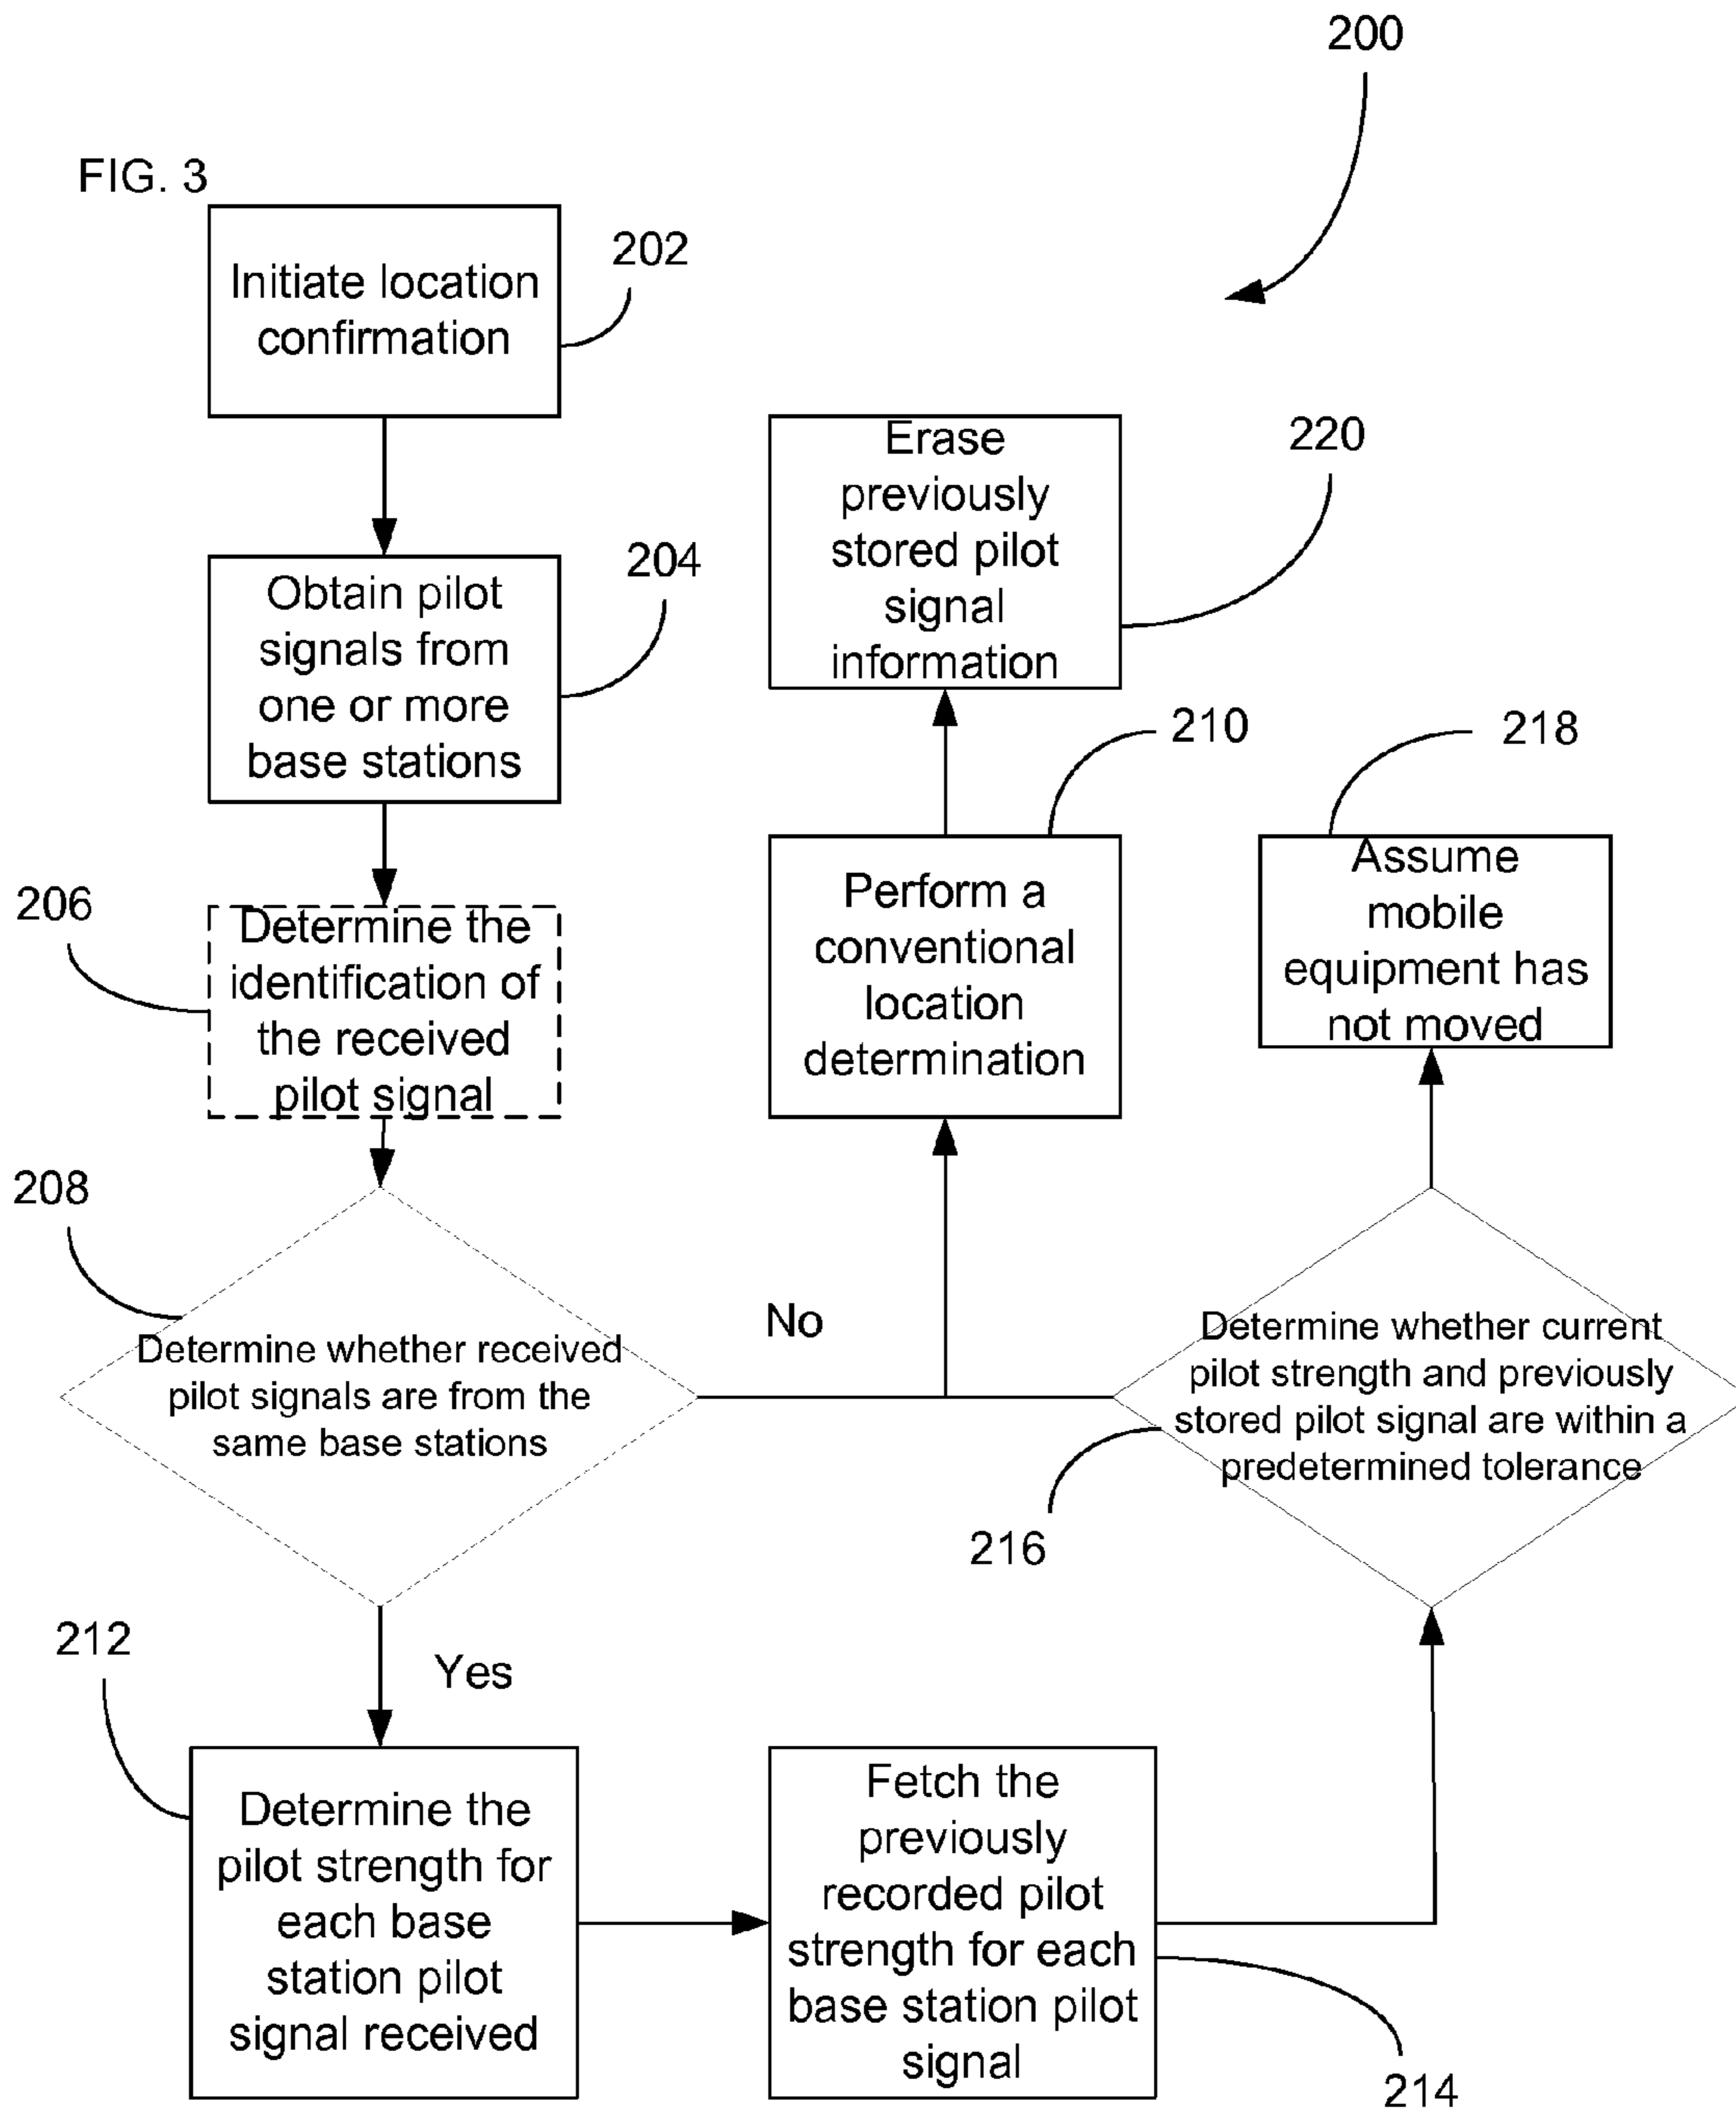 200
FIG. 3
Initiate location
confirmation
202
Obtain pilot
signals from
one or more
base stations
204
206
Determine the
identification of
the received
pilot signal
208
Determine whether received
pilot signals are from the
same base stations
No
Yes
212
Determine the
pilot strength for
each base
station pilot
signal received
Fetch the
previously
recorded pilot
strength for each
base station pilot
signal
214
216
Determine whether current
pilot strength and previously
stored pilot signal are within a
predetermined tolerance
218
Assume
mobile
equipment has
not moved
210
Perform a
conventional
location
determination
220
Erase
previously
stored pilot
signal
information